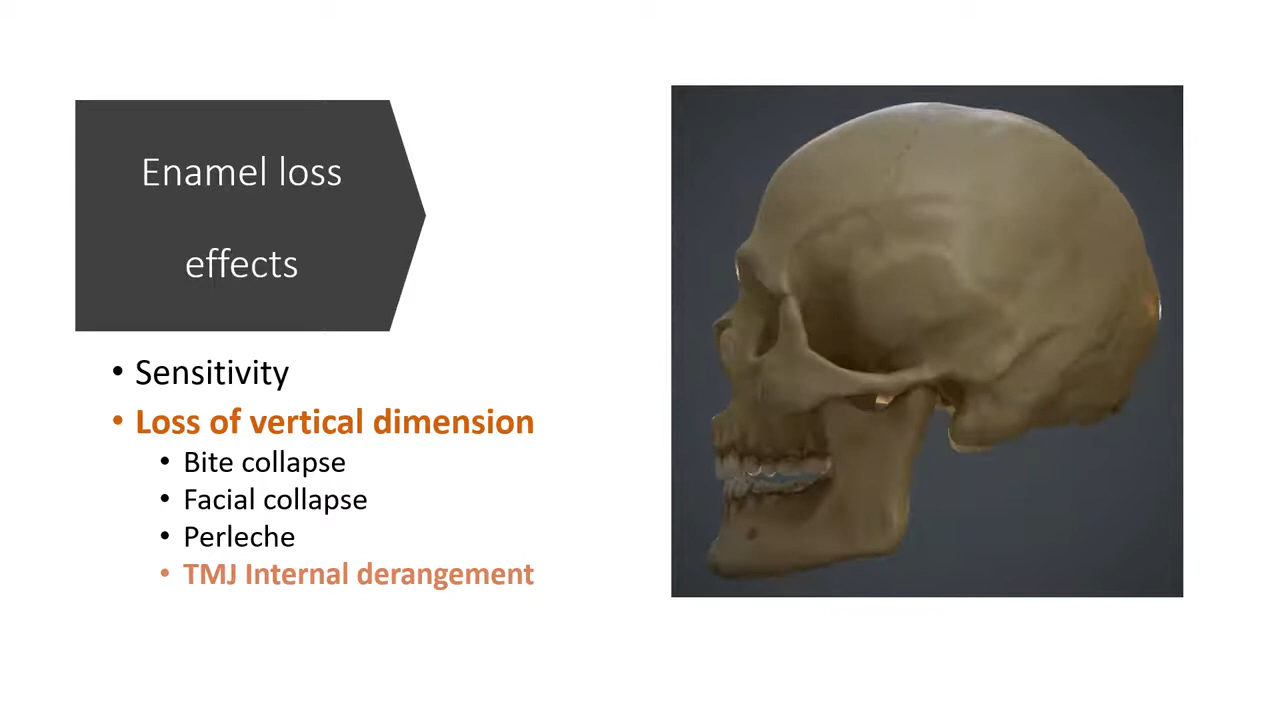 Enamel loss
effects
• Sensitivity
• Loss of vertical dimension
• Bite collapse
• Facial collapse
• Perleche
• TMJ Internal derangement